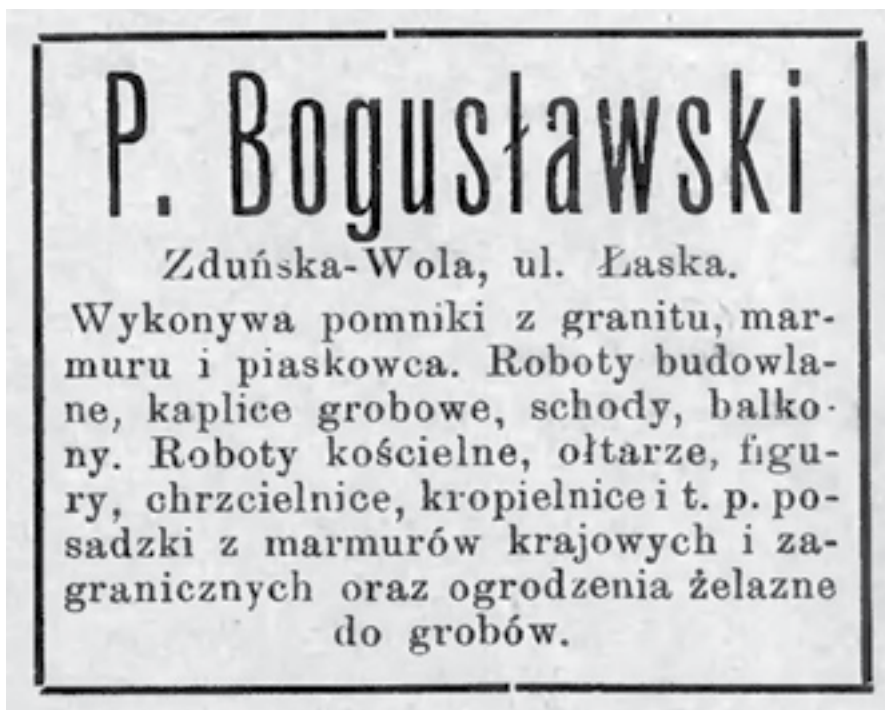 P. Bogusławski
Zduńska-Wola, ul. Łaska.
Wykonywa pomniki z granitu, mar-
muru i piaskowca. Roboty budowla-
ne, kaplice grobowe, schody, balko-
ny. Roboty kościelne, ołtarze, figu-
ry, chrzcielnice, kropielnice i t. p. po-
sadzki z marmurów krajowych i za-
granicznych oraz ogrodzenia żelazne
do grobów.